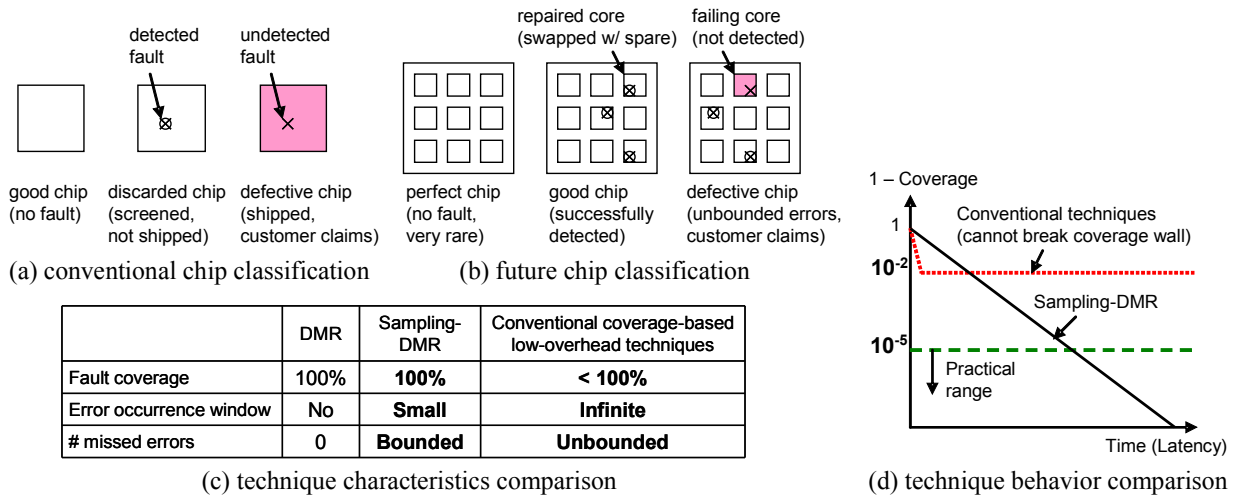 detected
fault
undetected
fault
good chip
(no fault)
discarded chip
(screened,
not shipped)
defective chip
(shipped,
customer claims)
(a) conventional chip classification
repaired core
(swapped w/ spare)
failing core
(not detected)
perfect chip
(no fault,
very rare)
good chip
(successfully
detected)
defective chip
(unbounded errors,
customer claims)
(b) future chip classification
DMR
Sampling-
DMR
Conventional coverage-based
low-overhead techniques
Fault coverage 100% 100% < 100%
Error occurrence window No Small Infinite
# missed errors 0 Bounded Unbounded
(c) technique characteristics comparison
1 – Coverage
1
Conventional techniques
(cannot break coverage wall)
10⁻²
Sampling-DMR
10⁻⁵
Practical
range
Time (Latency)
(d) technique behavior comparison